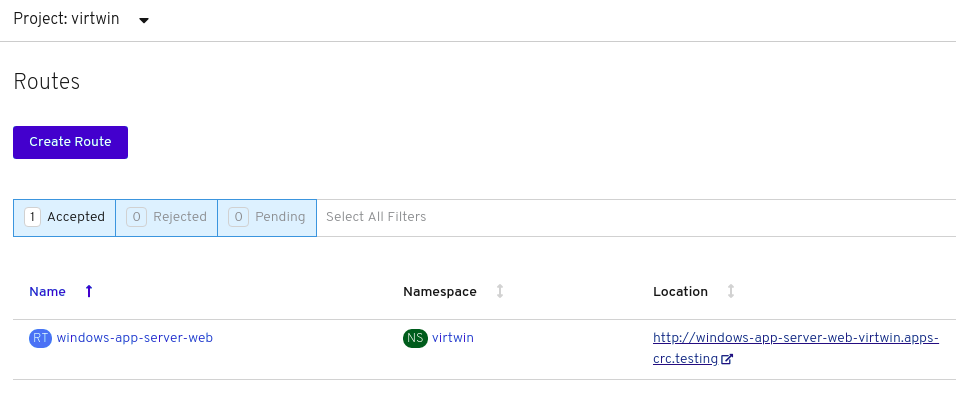 Project: virtwin
Routes
Create Route
1 Accepted 0 Rejected 0 Pending Select All Filters
Name Namespace Location
RT windows-app-server-web NS virtwin http://windows-app-server-web-virtwin.apps-
crc.testing